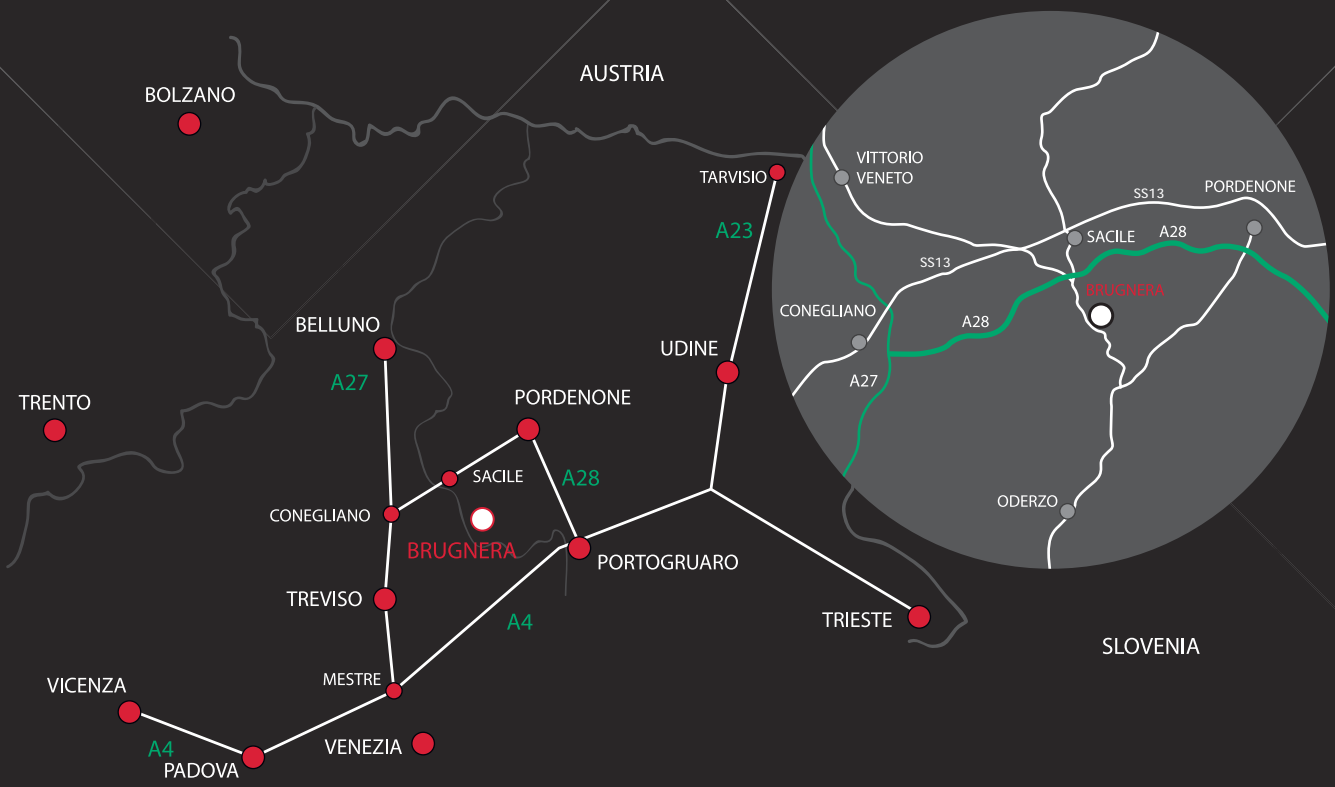 AUSTRIA
BOLZANO
TARVISIO
A23
BELLUNO
A27
UDINE
TRENTO
PORDENONE
SACILE
A28
CONEGLIANO
BRUGNERA
PORTOGRUARO
TREVISO
A4
TRIESTE
SLOVENIA
MESTRE
VICENZA
A4
PADOVA
VENEZIA
VITTORIO
VENETO
SS13
PORDENONE
SACILE
A28
SS13
BRUGNERA
CONEGLIANO
A28
A27
ODERZO